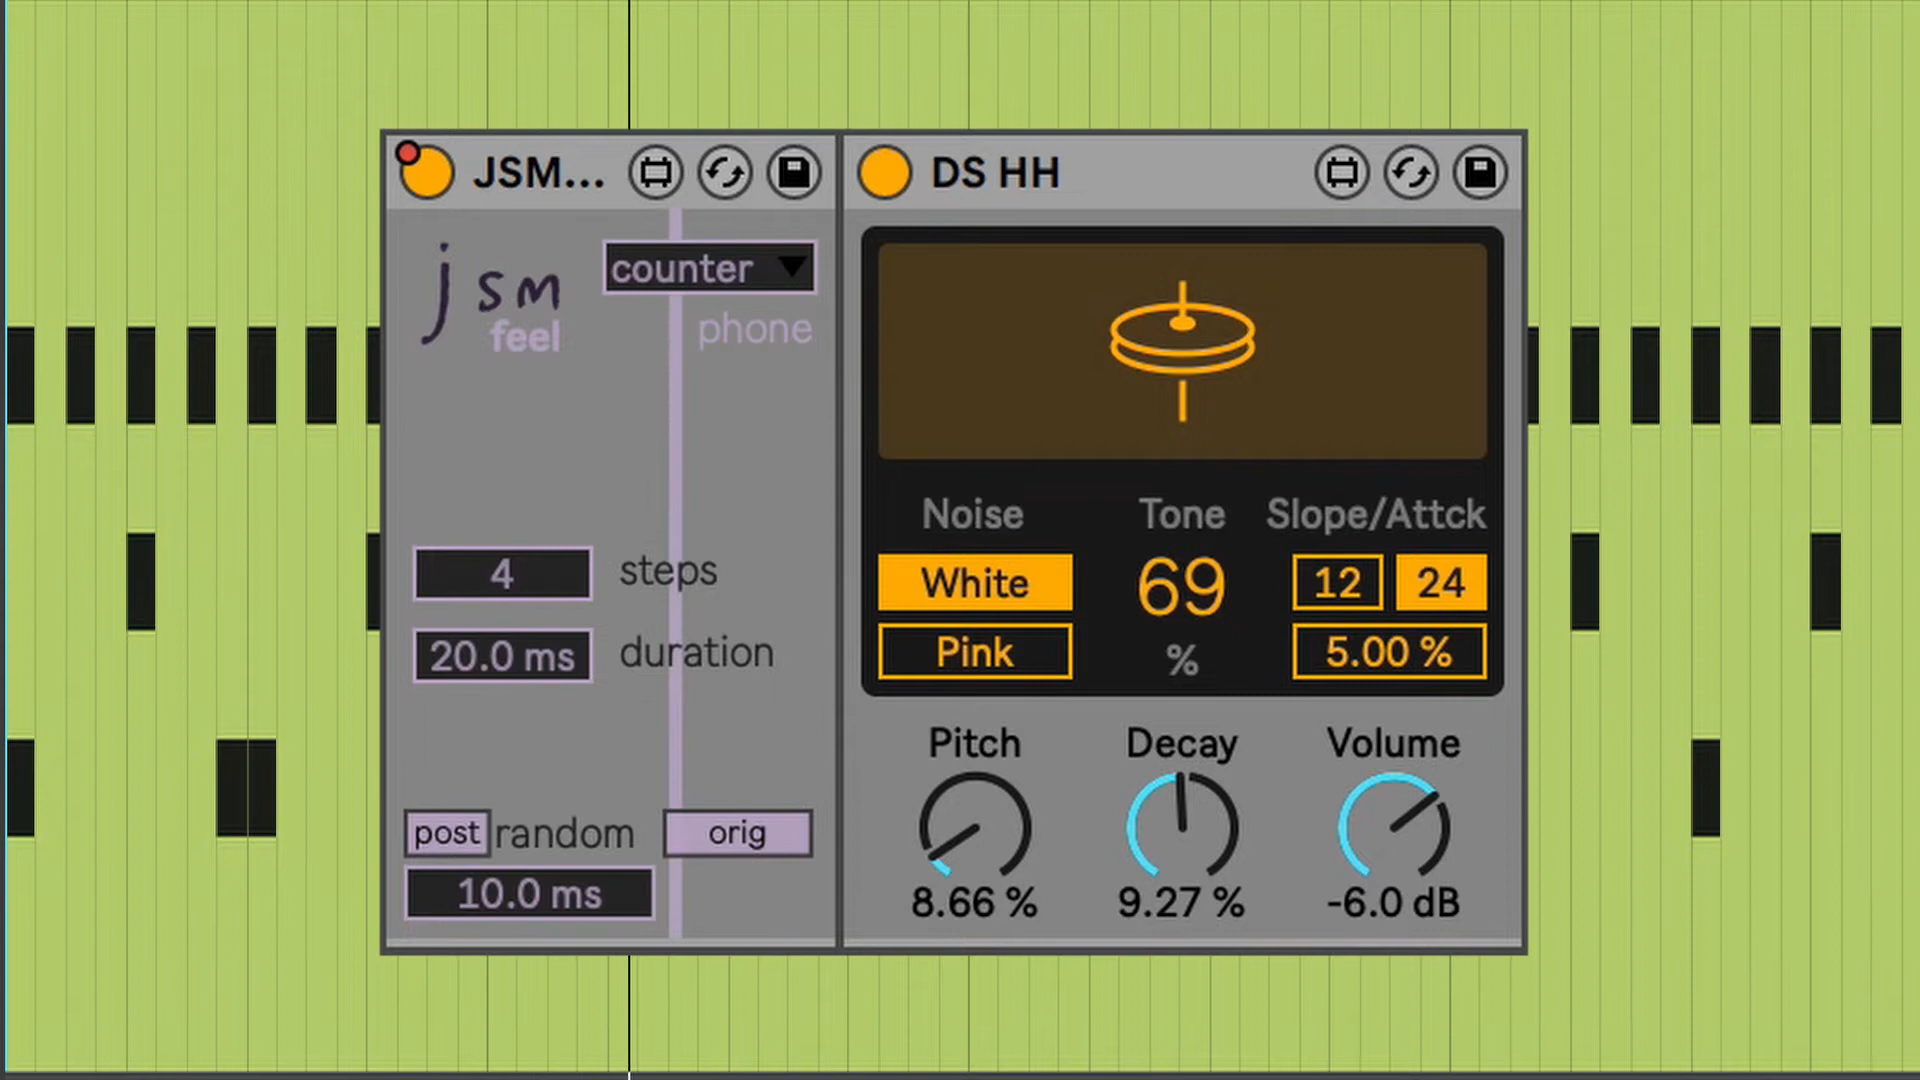 JSM...
jsm
feel
counter
phone
4 steps
20.0 ms duration
post random orig
10.0 ms
DS HH
Noise Tone Slope/Attck
White 69 12 24
Pink % 5.00 %
Pitch Decay Volume
8.66 % 9.27 % -6.0 dB